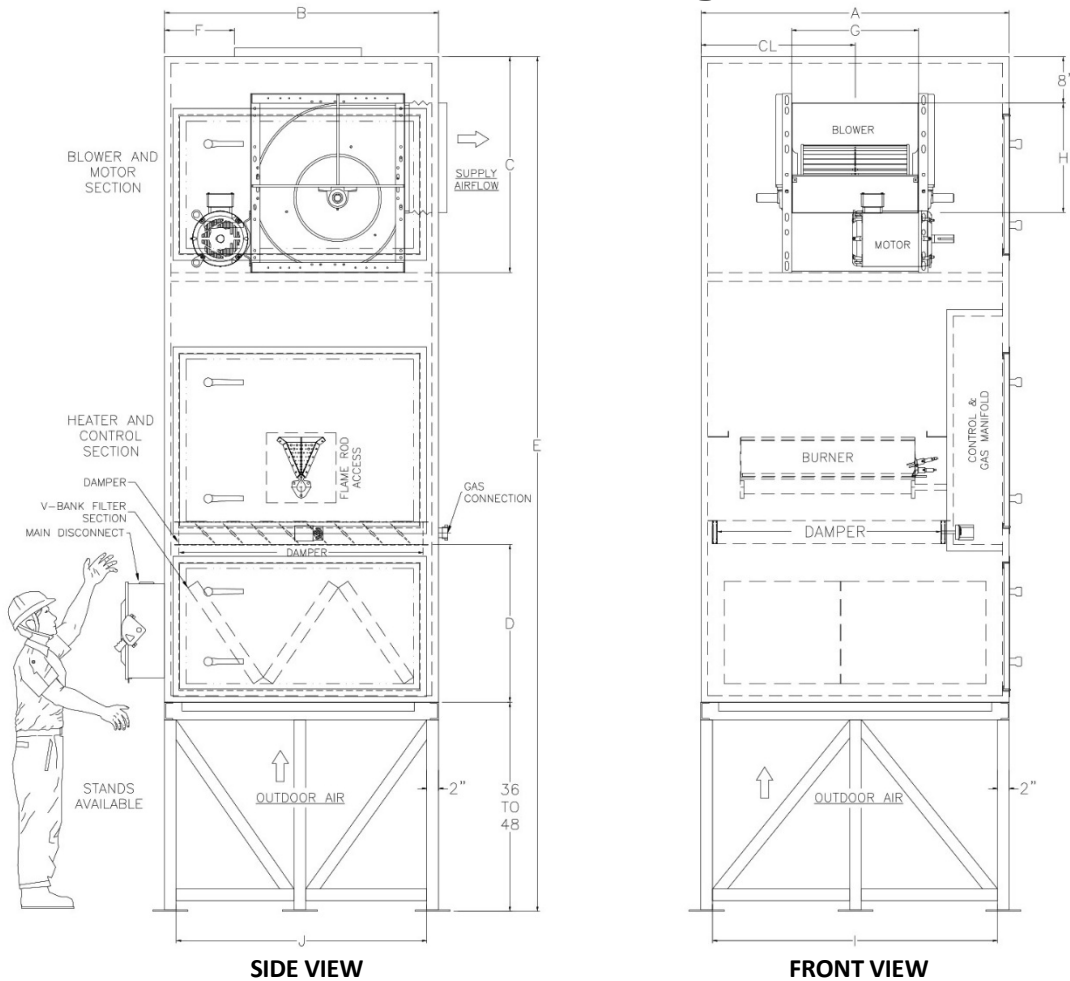 B
F
BLOWER AND
MOTOR
SECTION
SUPPLY
AIRFLOW
C
HEATER AND
CONTROL
SECTION
FLAME ROD
ACCESS
E
DAMPER
V-BANK FILTER
SECTION
MAIN DISCONNECT
GAS
CONNECTION
DAMPER
D
STANDS
AVAILABLE
OUTDOOR AIR
2"
36
TO
48
J
SIDE VIEW
A
G
CL
8"
BLOWER
H
MOTOR
CONTROL &
GAS MANIFOLD
BURNER
DAMPER
OUTDOOR AIR
2"
I
FRONT VIEW